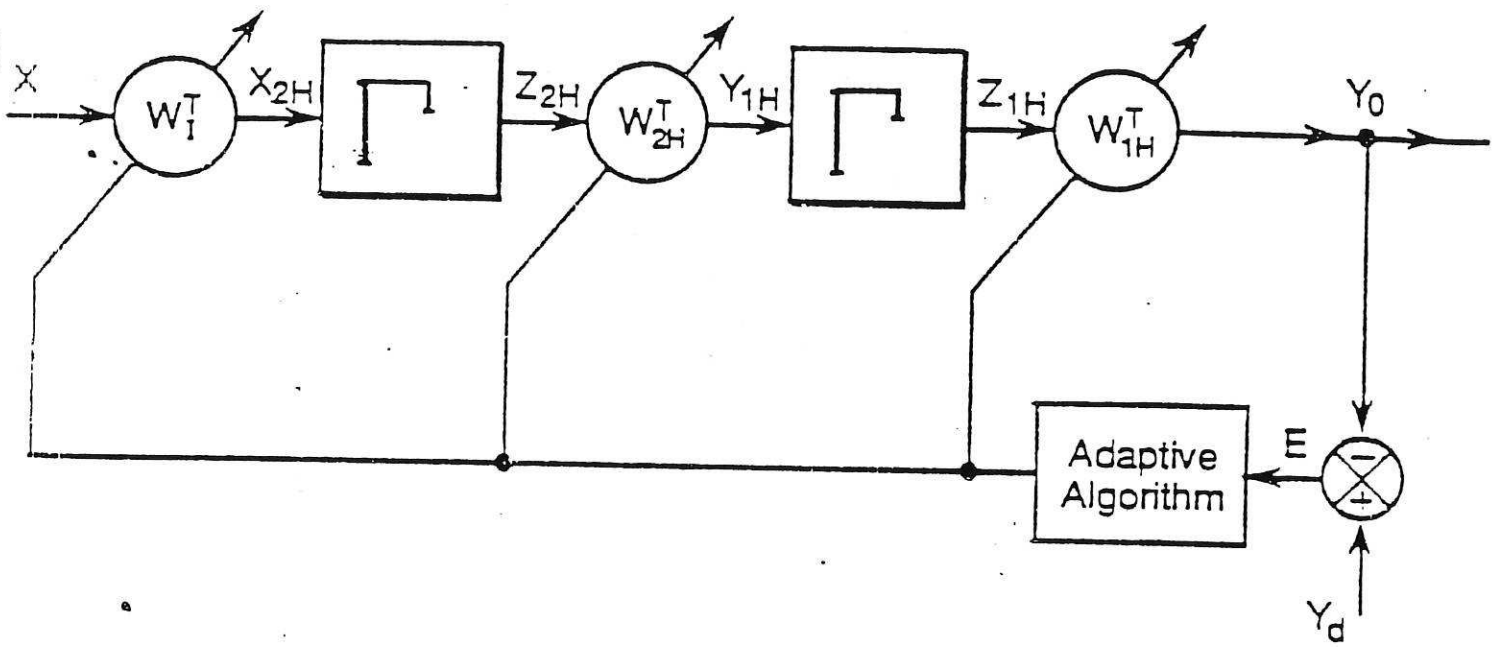 X
W_I^T
X_2H
Γ
Z_2H
W_2H^T
Y_1H
Γ
Z_1H
W_1H^T
Y_0
Adaptive
Algorithm
E
−
+
Y_d